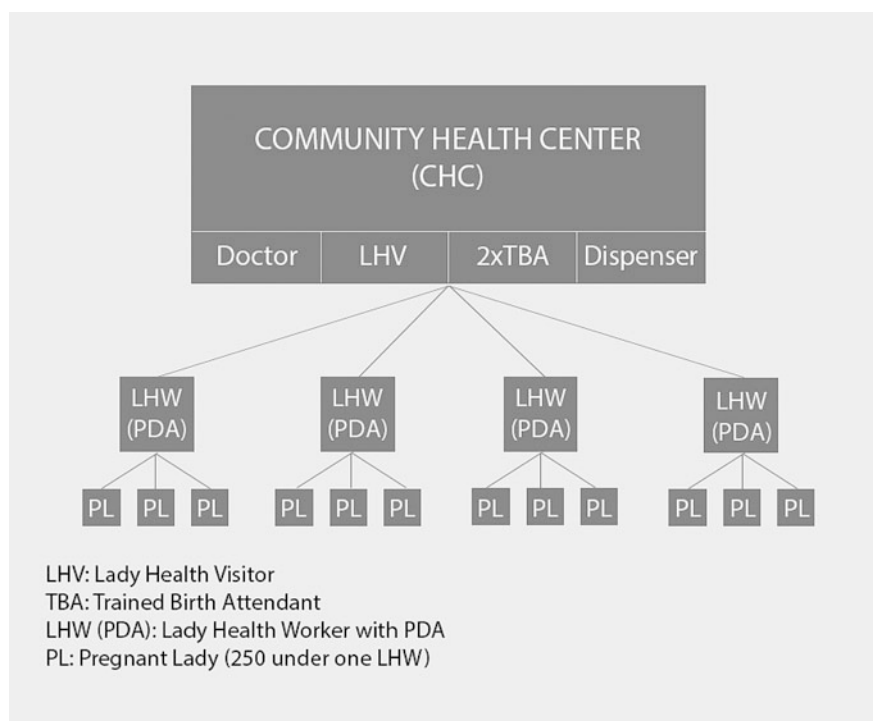 COMMUNITY HEALTH CENTER
(CHC)
Doctor LHV 2xTBA Dispenser
LHW LHW LHW LHW
(PDA) (PDA) (PDA) (PDA)
PL PL PL PL PL PL PL PL PL PL PL PL
LHV: Lady Health Visitor
TBA: Trained Birth Attendant
LHW (PDA): Lady Health Worker with PDA
PL: Pregnant Lady (250 under one LHW)